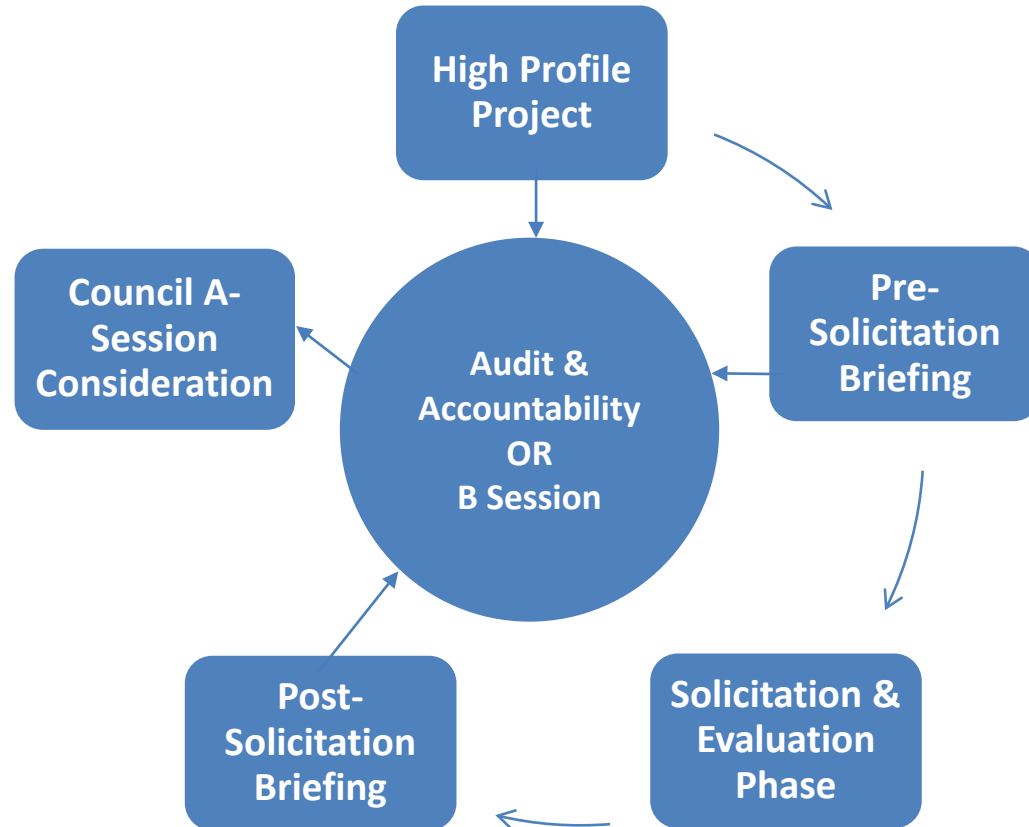 High Profile
Project
Pre-
Solicitation
Briefing
Solicitation &
Evaluation
Phase
Post-
Solicitation
Briefing
Council A-
Session
Consideration
Audit &
Accountability
OR
B Session